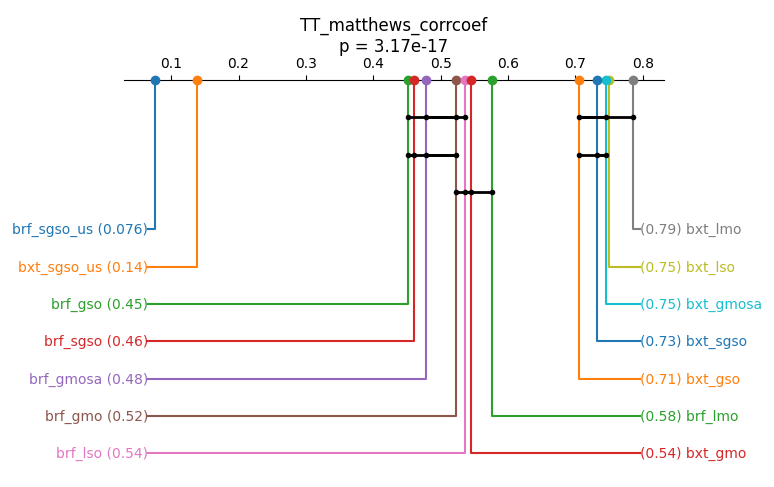 TT_matthews_corrcoef
p = 3.17e-17
0.1 0.2 0.3 0.4 0.5 0.6 0.7 0.8
brf_sgso_us (0.076) (0.79) bxt_lmo
bxt_sgso_us (0.14) (0.75) bxt_lso
brf_gso (0.45) (0.75) bxt_gmosa
brf_sgso (0.46) (0.73) bxt_sgso
brf_gmosa (0.48) (0.71) bxt_gso
brf_gmo (0.52) (0.58) brf_lmo
brf_lso (0.54) (0.54) bxt_gmo